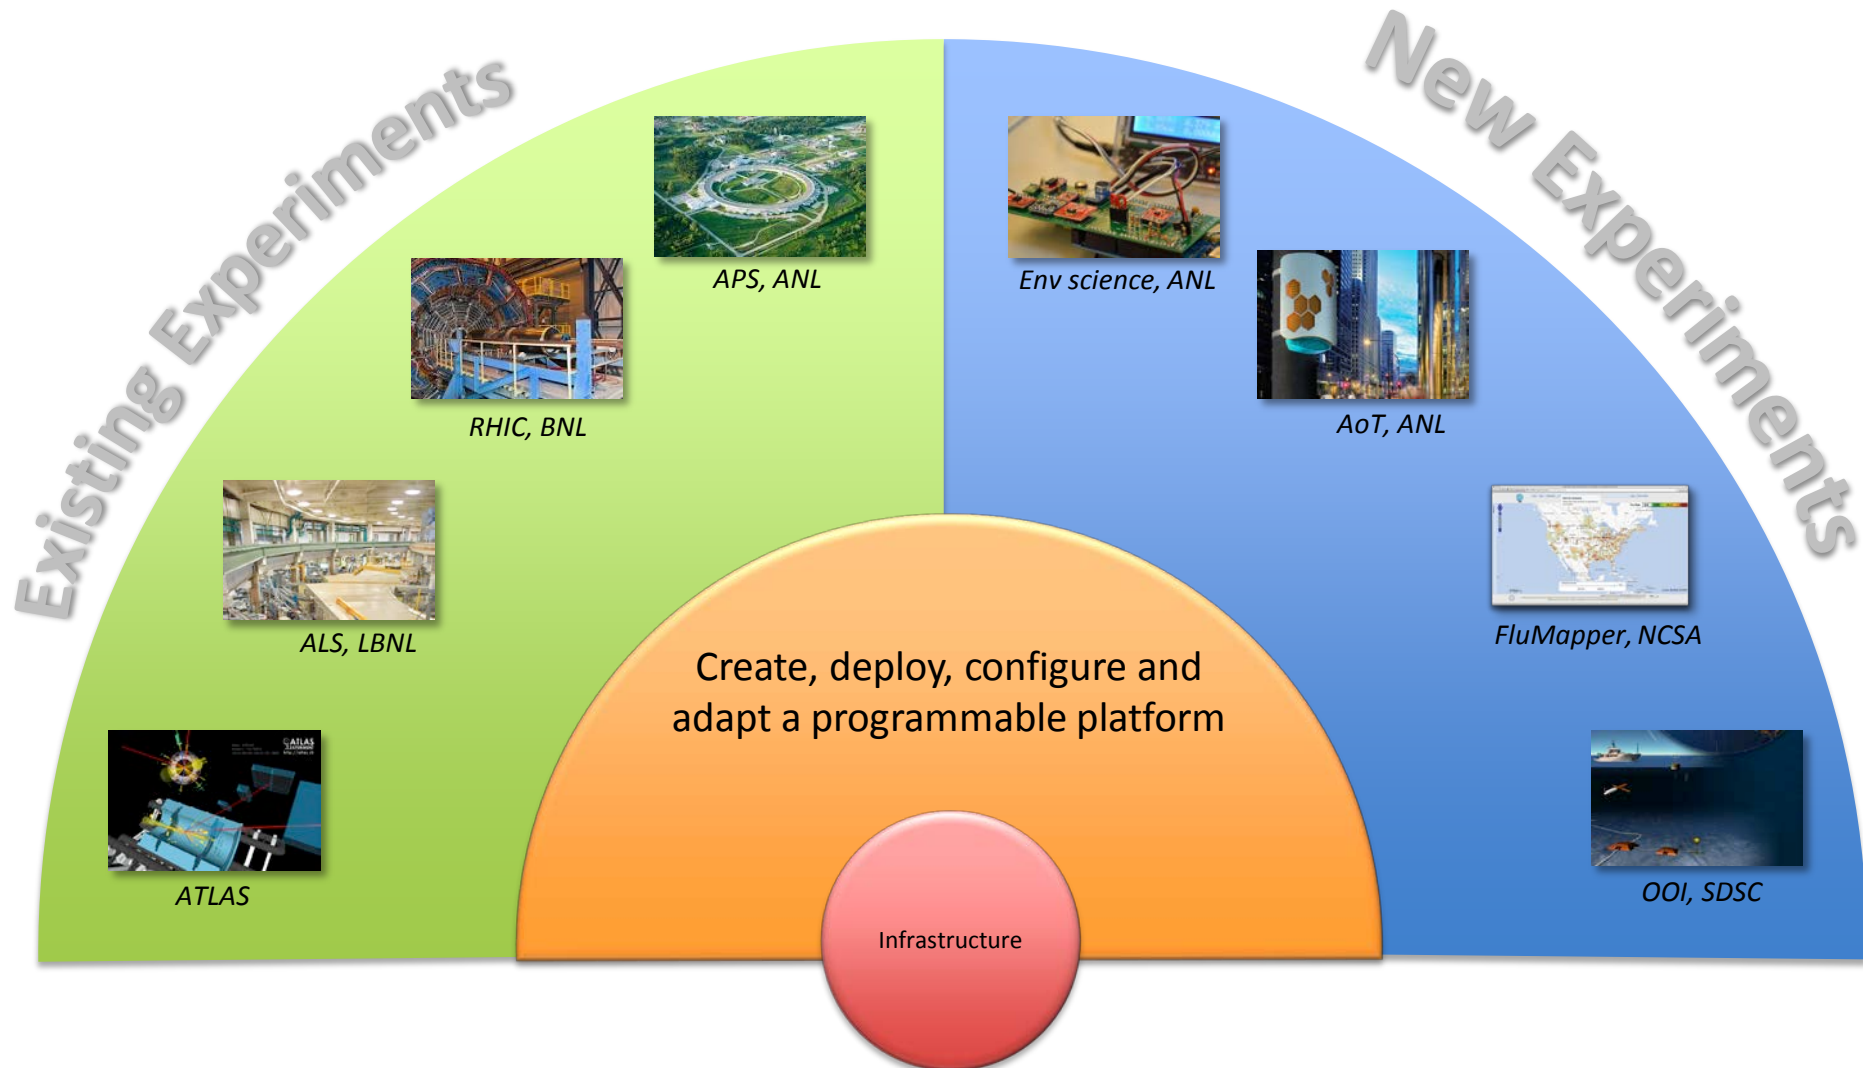 Existing Experiments
New Experiments
APS, ANL
Env science, ANL
RHIC, BNL
AoT, ANL
ALS, LBNL
FluMapper, NCSA
Create, deploy, configure and
adapt a programmable platform
ATLAS
ATLAS
OOI, SDSC
Infrastructure